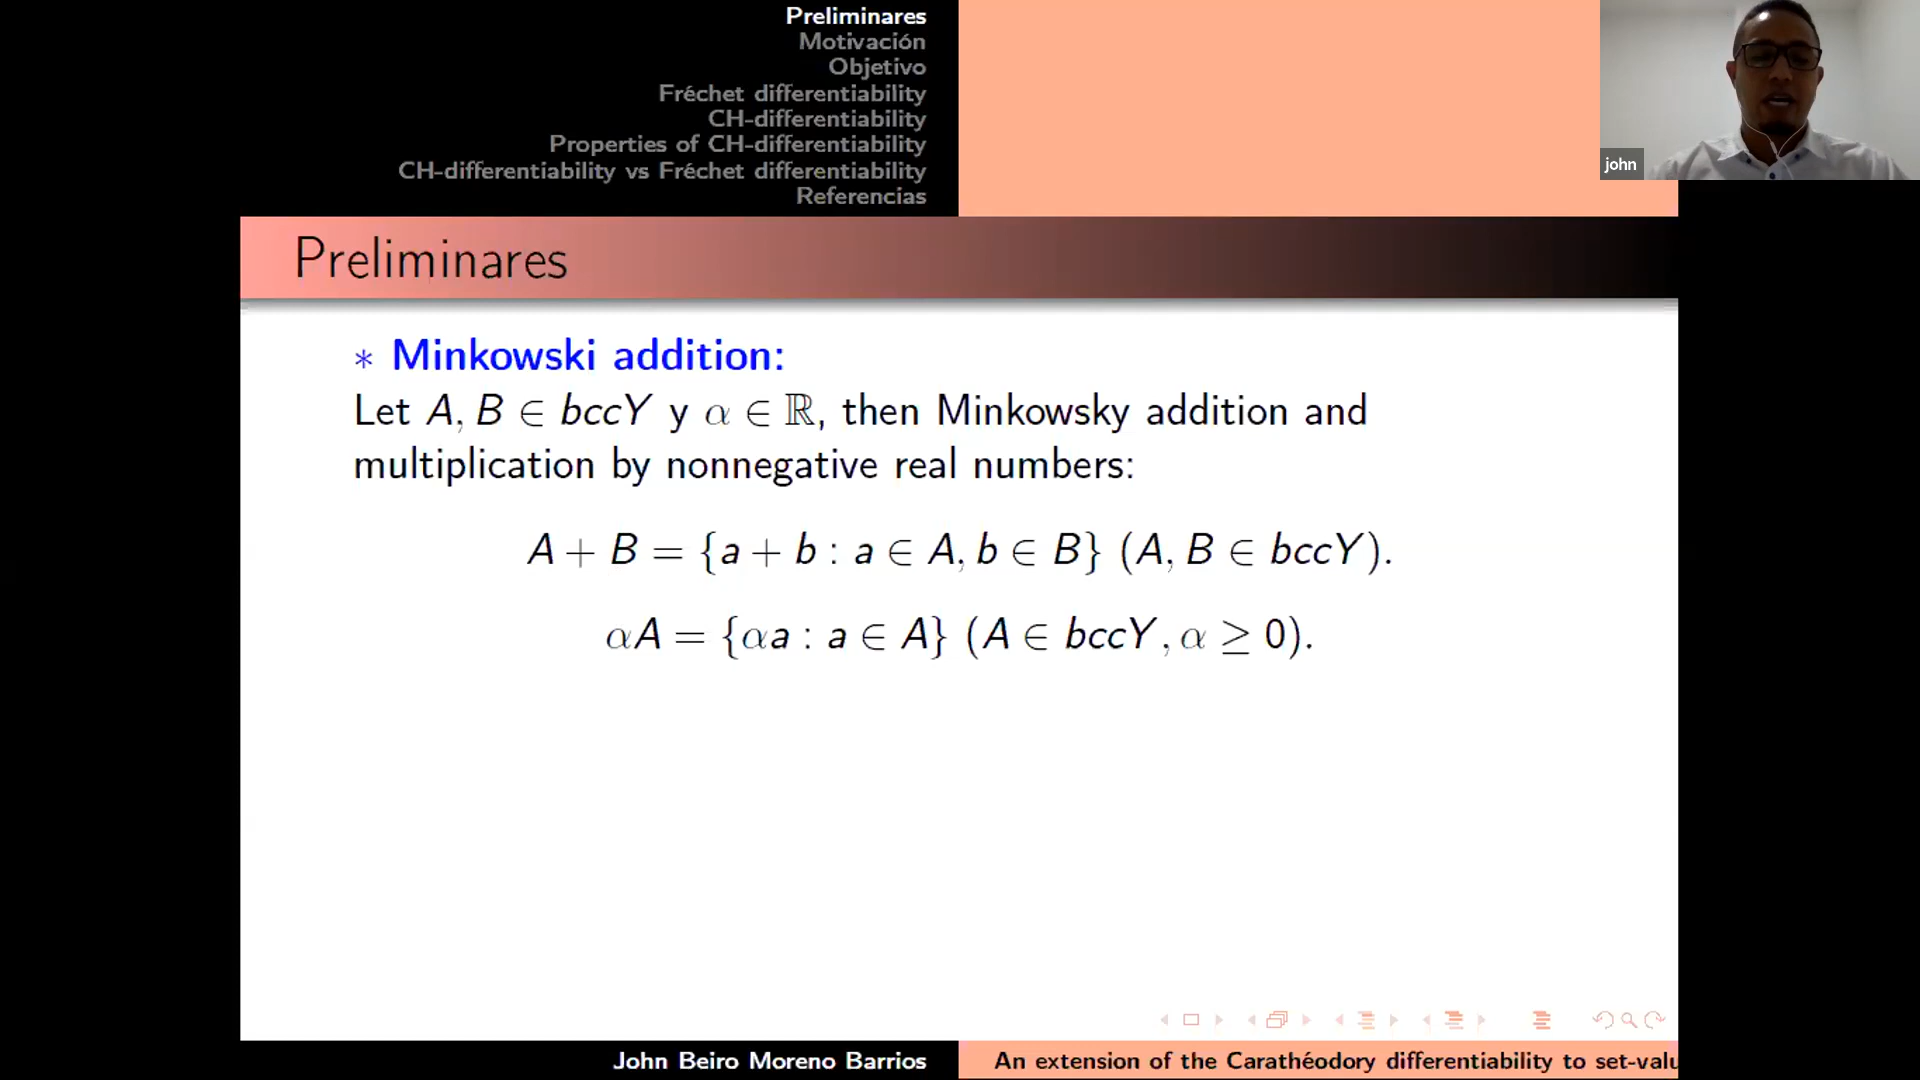 Preliminares
Motivación
Objetivo
Fréchet differentiability
CH-differentiability
Properties of CH-differentiability
CH-differentiability vs Fréchet differentiability
Referencias
john
Preliminares
∗ Minkowski addition:
Let A, B ∈ bccY y α ∈ ℝ, then Minkowsky addition and
multiplication by nonnegative real numbers:
A + B = {a + b : a ∈ A, b ∈ B} (A, B ∈ bccY).
αA = {αa : a ∈ A} (A ∈ bccY, α ≥ 0).
John Beiro Moreno Barrios
An extension of the Carathéodory differentiability to set-valu